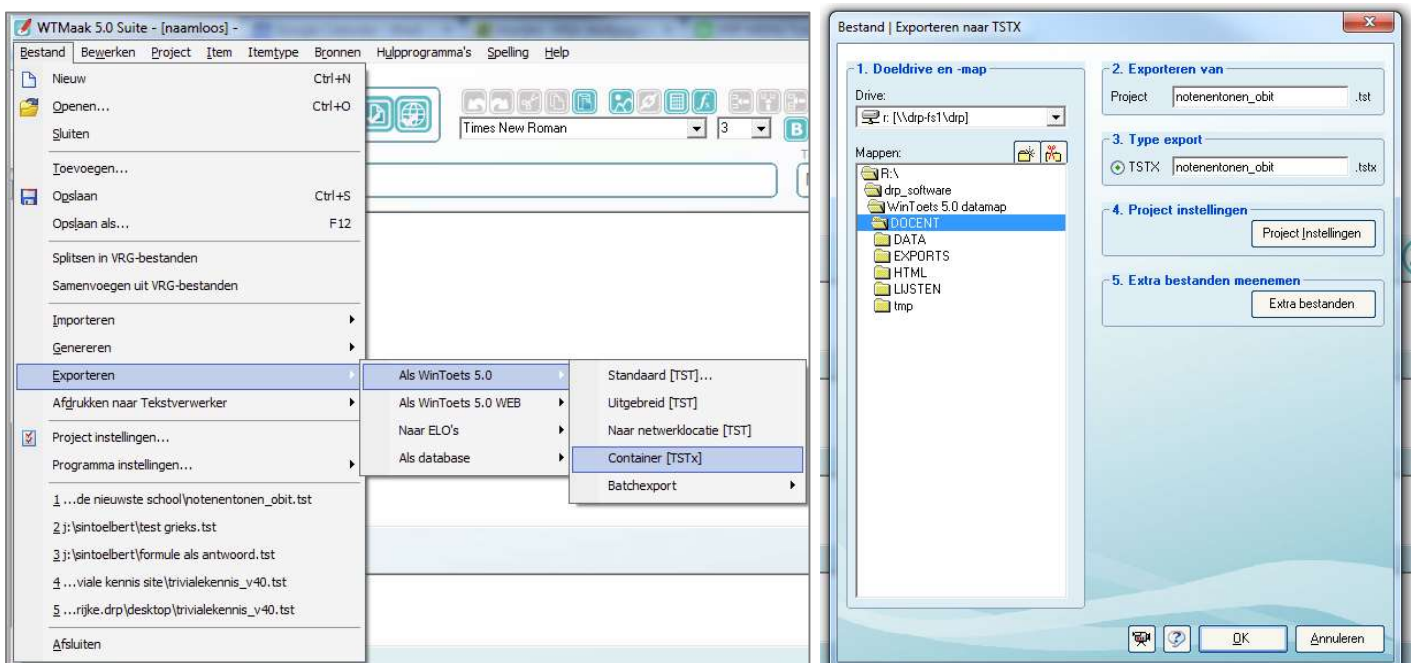 WTMaak 5.0 Suite - [naamloos] -
Bestand Bewerken Project Item Itemtype Bronnen Hulpprogramma's Spelling Help
Nieuw Ctrl+N
Openen... Ctrl+O
Sluiten
Toevoegen...
Opslaan Ctrl+S
Opslaan als... F12
Splitsen in VRG-bestanden
Samenvoegen uit VRG-bestanden
Importeren
Genereren
Exporteren
Afdrukken naar Tekstverwerker
Project instellingen...
Programma instellingen...
1 ...de nieuwste school\notenentonen_obit.tst
2 j:\sintoelbert\test grieks.tst
3 j:\sintoelbert\formule als antwoord.tst
4 ...viale kennis site\trivialekennis_v40.tst
5 ...rijke.drp\desktop\trivialekennis_v40.tst
Afsluiten
Times New Roman 3 B
Als WinToets 5.0
Als WinToets 5.0 WEB
Naar ELO's
Als database
Standaard [TST]...
Uitgebreid [TST]
Naar netwerklocatie [TST]
Container [TSTx]
Batchexport
Bestand | Exporteren naar TSTX
1. Doeldrive en -map
Drive:
r: [\\drp-fs1\drp]
Mappen:
R:\
drp_software
WinToets 5.0 datamap
DOCENT
DATA
EXPORTS
HTML
LIJSTEN
tmp
2. Exporteren van
Project notenentonen_obit .tst
3. Type export
TSTX notenentonen_obit .tstx
4. Project instellingen
Project Instellingen
5. Extra bestanden meenemen
Extra bestanden
OK Annuleren